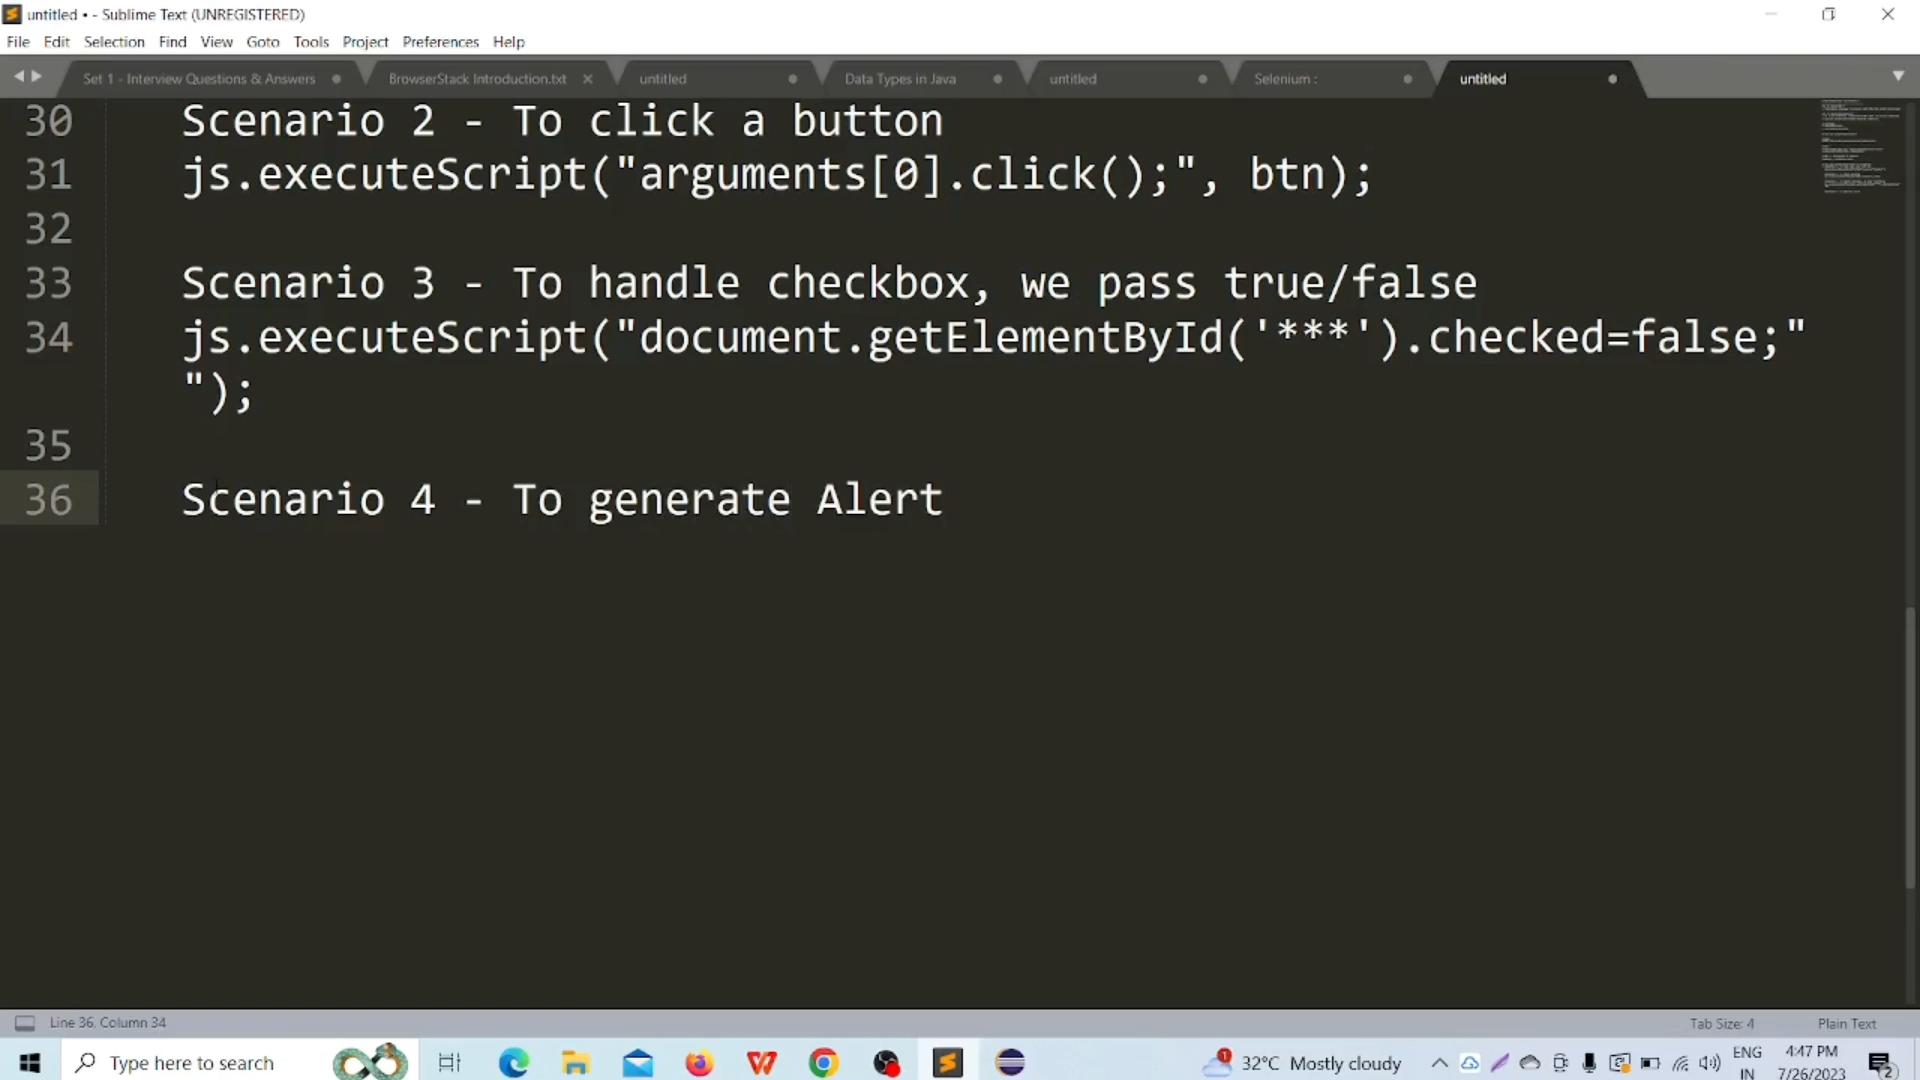 untitled • - Sublime Text (UNREGISTERED)
File Edit Selection Find View Goto Tools Project Preferences Help
Set 1 - Interview Questions & Answers BrowserStack Introduction.txt untitled Data Types in Java untitled Selenium : untitled
30 Scenario 2 - To click a button
31 js.executeScript("arguments[0].click();", btn);
32
33 Scenario 3 - To handle checkbox, we pass true/false
34 js.executeScript("document.getElementById('***').checked=false;"
");
35
36 Scenario 4 - To generate Alert
Line 36, Column 34 Tab Size: 4 Plain Text
Type here to search 1 32°C Mostly cloudy ENG 4:47 PM
IN 7/26/2023 2